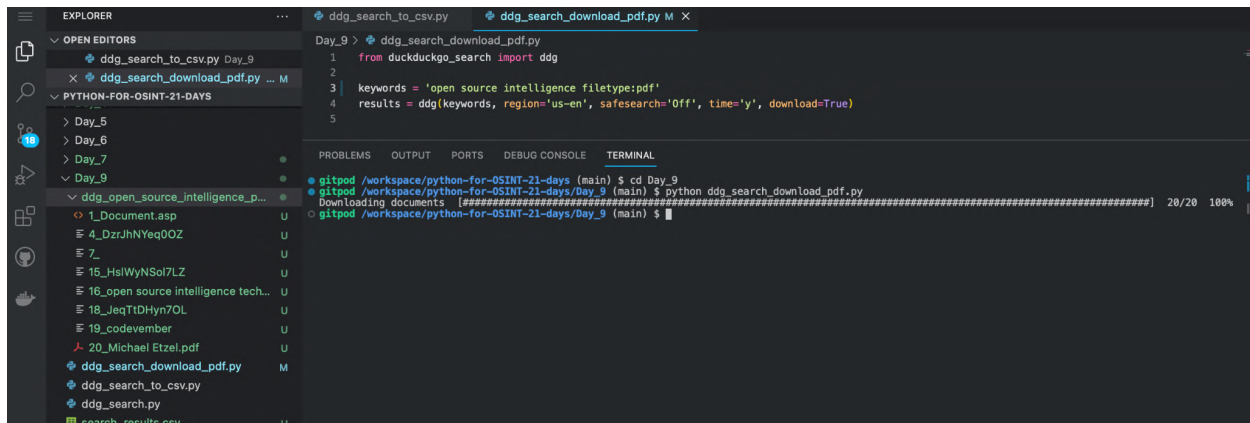 EXPLORER
OPEN EDITORS
ddg_search_to_csv.py Day_9
ddg_search_download_pdf.py ... M
PYTHON-FOR-OSINT-21-DAYS
Day_5
Day_6
18
Day_7
Day_9
ddg_open_source_intelligence_p...
1_Document.asp U
4_DzrJhNYeq0OZ U
7_ U
15_HslWyNSol7LZ U
16_open source intelligence tech... U
18_JeqTtDHyn7OL U
19_codevember U
20_Michael Etzel.pdf U
ddg_search_download_pdf.py M
ddg_search_to_csv.py
ddg_search.py
search_results.csv U
ddg_search_to_csv.py
ddg_search_download_pdf.py M
Day_9 > ddg_search_download_pdf.py
1 from duckduckgo_search import ddg
2
3 keywords = 'open source intelligence filetype:pdf'
4 results = ddg(keywords, region='us-en', safesearch='Off', time='y', download=True)
5
PROBLEMS OUTPUT PORTS DEBUG CONSOLE TERMINAL
gitpod /workspace/python-for-OSINT-21-days (main) $ cd Day_9
gitpod /workspace/python-for-OSINT-21-days/Day_9 (main) $ python ddg_search_download_pdf.py
Downloading documents [####################################################################################################################] 20/20 100%
gitpod /workspace/python-for-OSINT-21-days/Day_9 (main) $